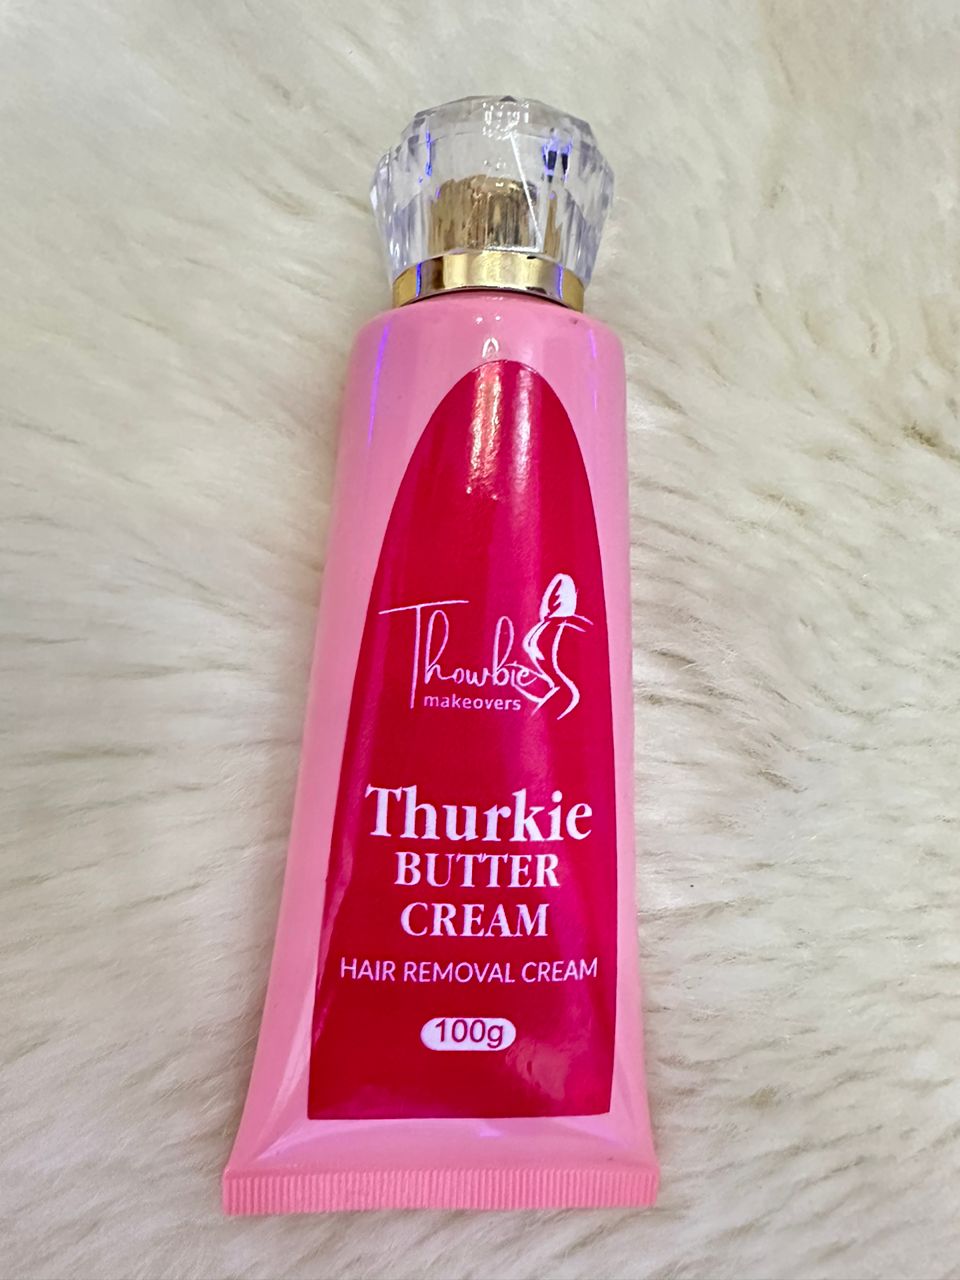 Thowbie
makeovers
Thurkie
BUTTER
CREAM
HAIR REMOVAL CREAM
100g